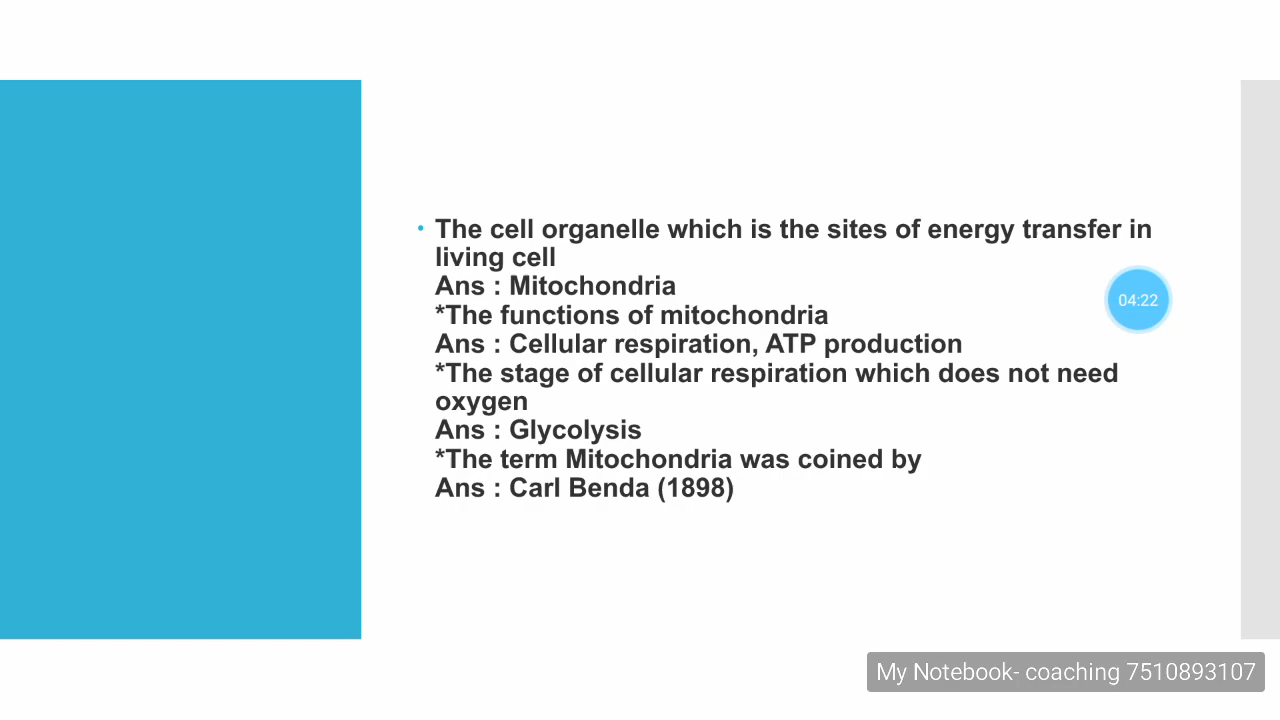 The cell organelle which is the sites of energy transfer in
living cell
Ans : Mitochondria
*The functions of mitochondria
Ans : Cellular respiration, ATP production
*The stage of cellular respiration which does not need
oxygen
Ans : Glycolysis
*The term Mitochondria was coined by
Ans : Carl Benda (1898)
04:22
My Notebook- coaching 7510893107